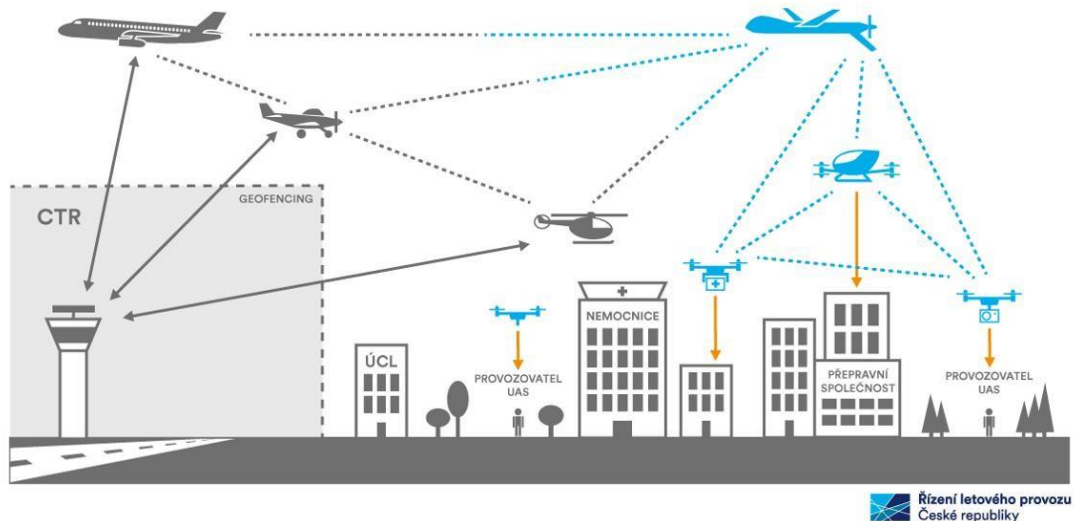 GEOFENCING
CTR
NEMOCNICE
ÚCL
PROVOZOVATEL
UAS
PŘEPRAVNÍ
SPOLEČNOST
PROVOZOVATEL
UAS
Řízení letového provozu
České republiky